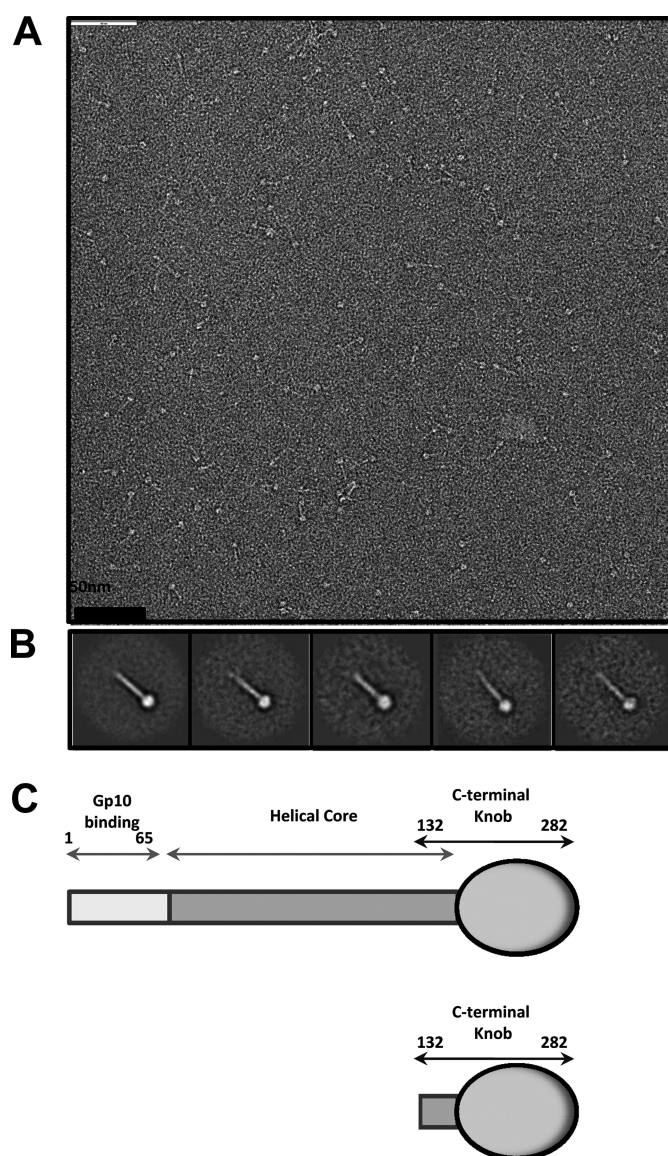 A
50nm
B
C
Gp10
binding
1 65
Helical Core
C-terminal
Knob
132 282
C-terminal
Knob
132 282